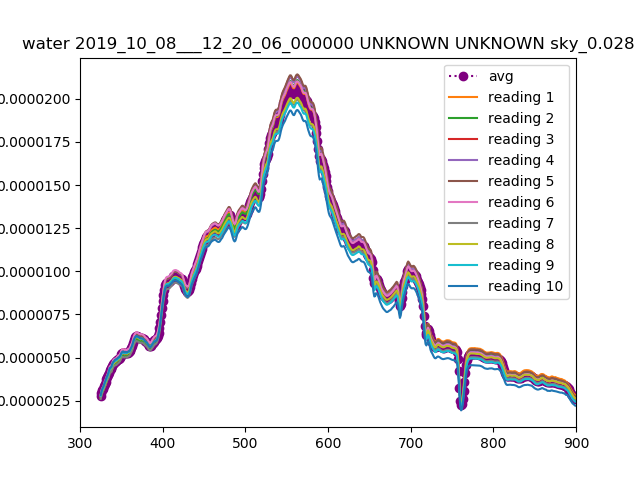 water 2019_10_08___12_20_06_000000 UNKNOWN UNKNOWN sky_0.028
0.0000200
0.0000175
0.0000150
0.0000125
0.0000100
0.0000075
0.0000050
0.0000025
300 400 500 600 700 800 900
avg
reading 1
reading 2
reading 3
reading 4
reading 5
reading 6
reading 7
reading 8
reading 9
reading 10